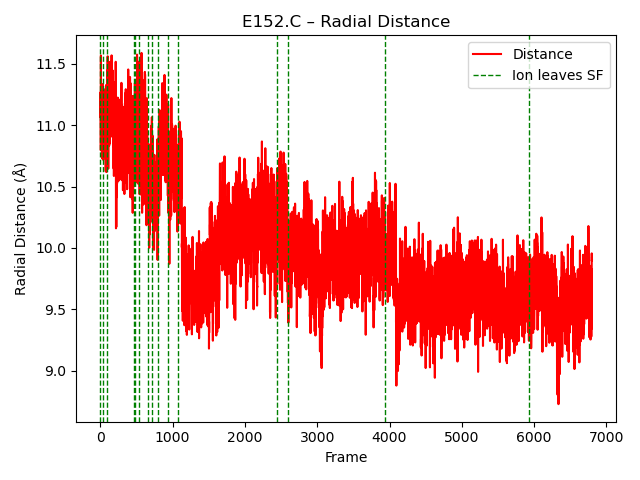 E152.C – Radial Distance
Distance
Ion leaves SF
Radial Distance (Å)
11.5
11.0
10.5
10.0
9.5
9.0
0 1000 2000 3000 4000 5000 6000 7000
Frame